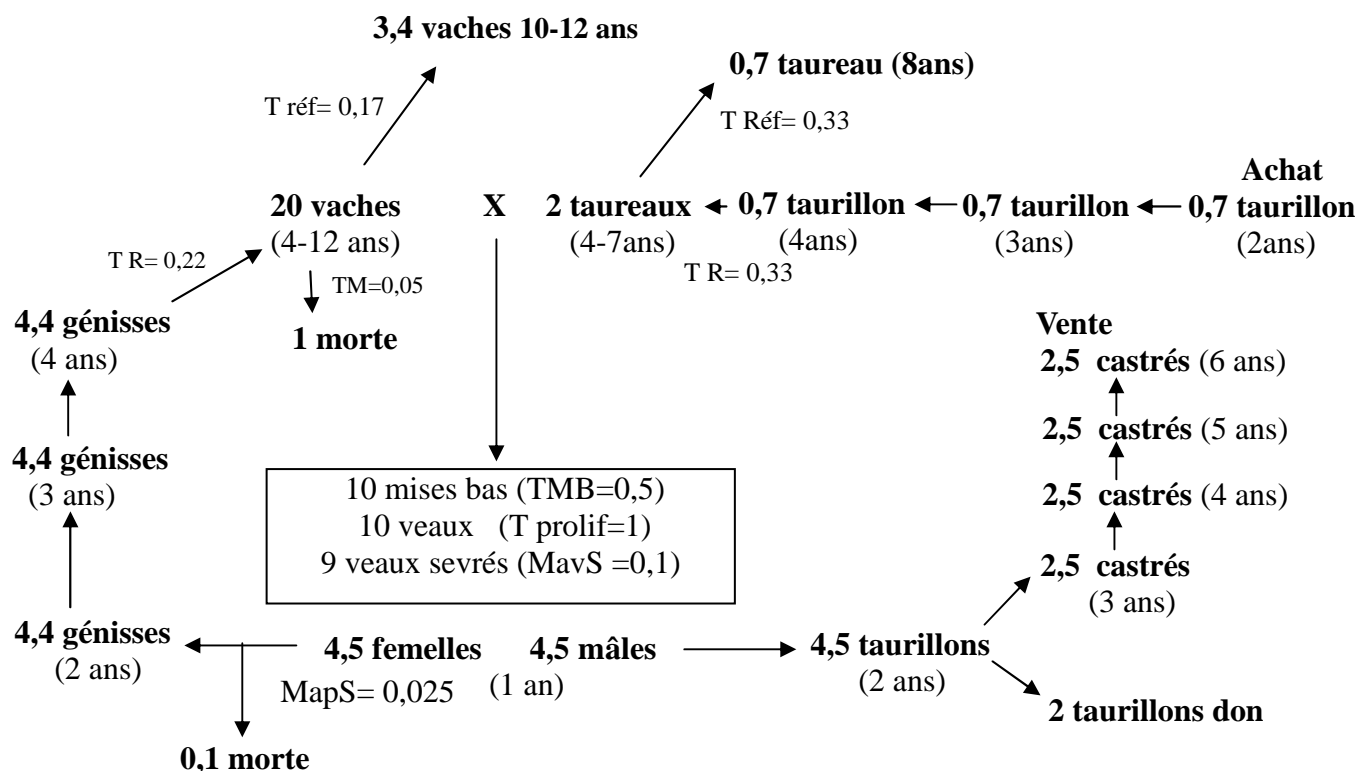 3,4 vaches 10-12 ans
0,7 taureau (8ans)
T réf= 0,17
T Réf= 0,33
Achat
20 vaches X 2 taureaux 0,7 taurillon 0,7 taurillon 0,7 taurillon
(4-12 ans) (4-7ans) (4ans) (3ans) (2ans)
T R= 0,22
T R= 0,33
TM=0,05
4,4 génisses
(4 ans)
1 morte
Vente
2,5 castrés (6 ans)
2,5 castrés (5 ans)
2,5 castrés (4 ans)
2,5 castrés
(3 ans)
4,4 génisses
(3 ans)
10 mises bas (TMB=0,5)
10 veaux (T prolif=1)
9 veaux sevrés (MavS =0,1)
4,4 génisses
(2 ans)
4,5 femelles 4,5 mâles
MapS= 0,025 (1 an)
4,5 taurillons
(2 ans)
2 taurillons don
0,1 morte